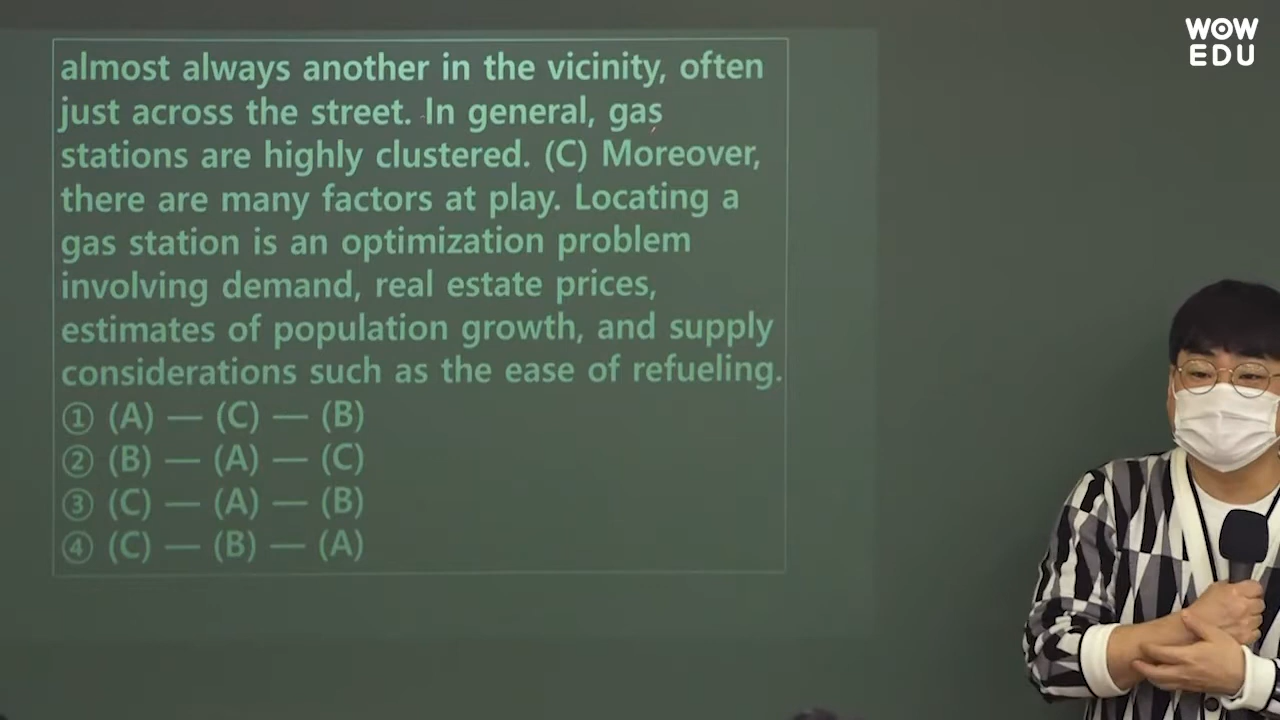 WOW
EDU
almost always another in the vicinity, often
just across the street. In general, gas
stations are highly clustered. (C) Moreover,
there are many factors at play. Locating a
gas station is an optimization problem
involving demand, real estate prices,
estimates of population growth, and supply
considerations such as the ease of refueling.
① (A) — (C) — (B)
② (B) — (A) — (C)
③ (C) — (A) — (B)
④ (C) — (B) — (A)